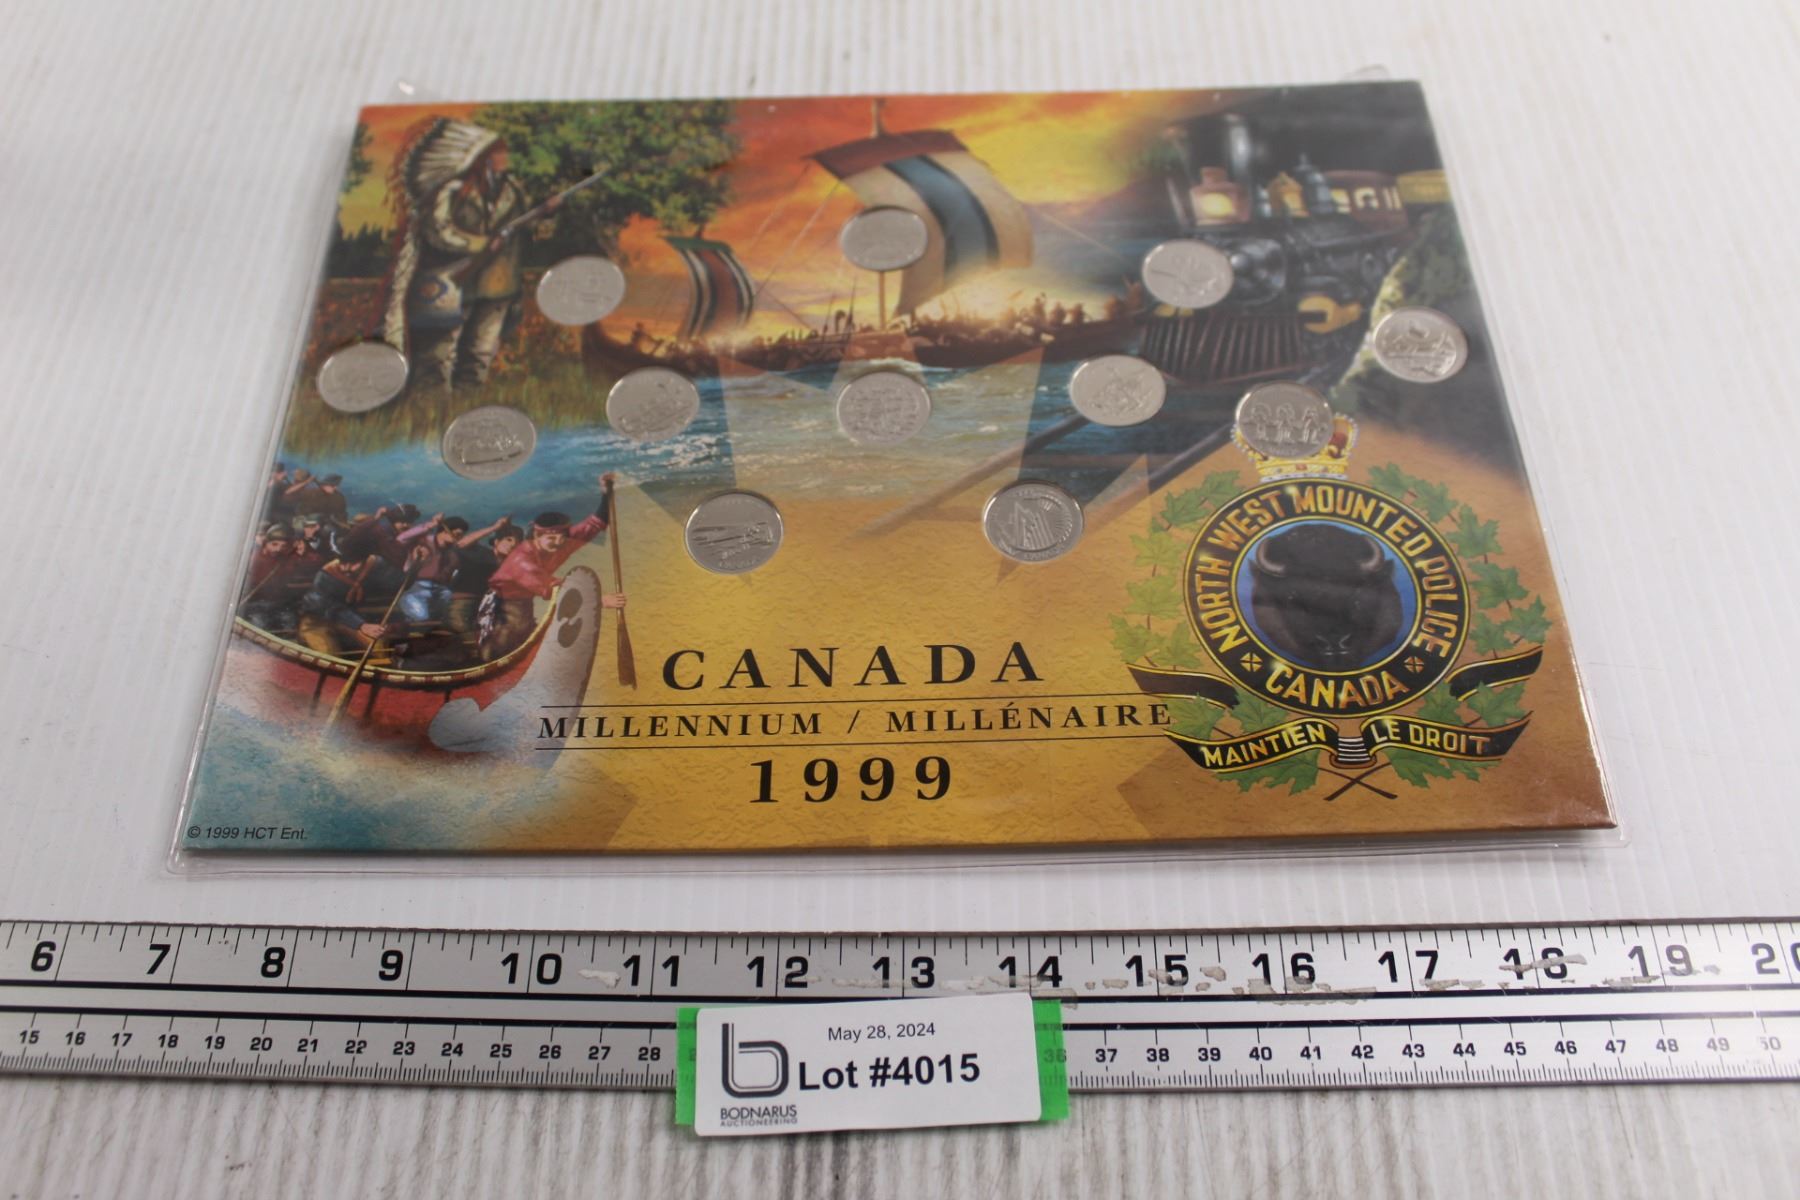 NORTH WEST MOUNTED POLICE
CANADA
MAINTIEN LE DROIT
CANADA
MILLENNIUM / MILLÉNAIRE
1999
© 1999 HCT Ent.
6 7 8 9 10 11 12 13 14 15 16 17 18 19 20
15 16 17 18 19 20 21 22 23 24 25 26 27 28 36 37 38 39 40 41 42 43 44 45 46 47 48 49 50
May 28, 2024
Lot #4015
BODNARUS
AUCTIONEERING